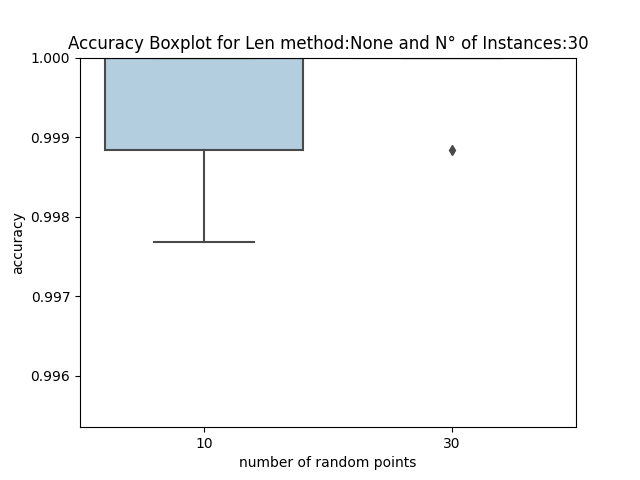 Accuracy Boxplot for Len method:None and N° of Instances:30
1.000
0.999
0.998
0.997
0.996
accuracy
10
30
number of random points